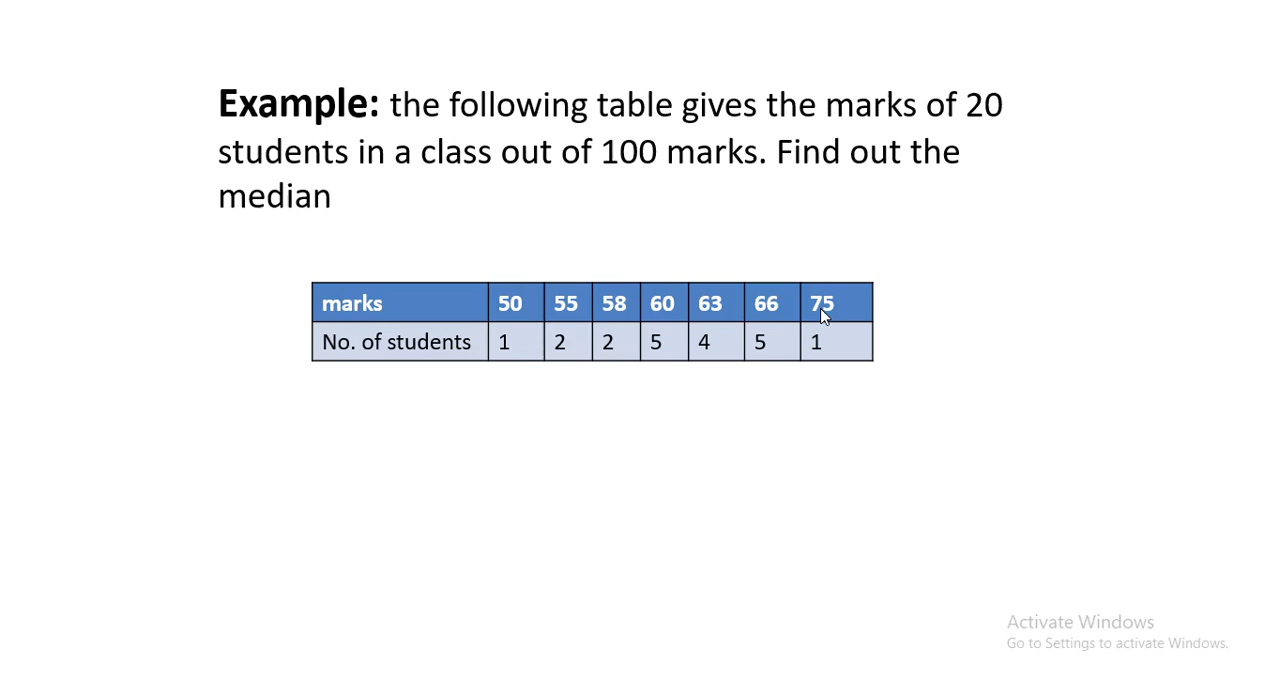 Example: the following table gives the marks of 20
students in a class out of 100 marks. Find out the
median
marks 50 55 58 60 63 66 75
No. of students 1 2 2 5 4 5 1
Activate Windows
Go to Settings to activate Windows.